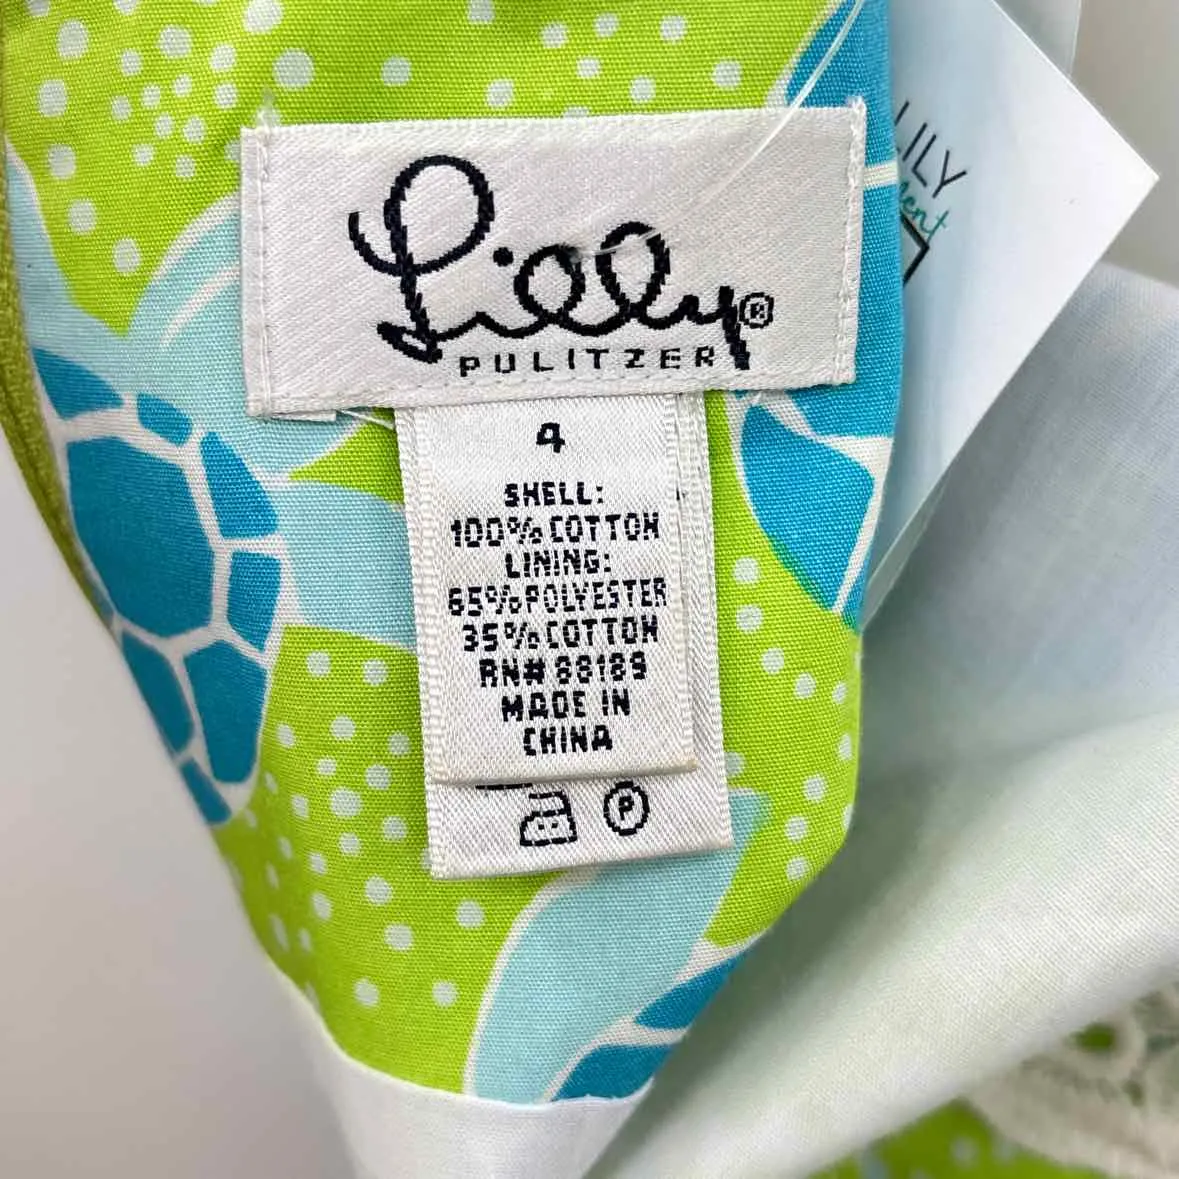 Lilly®
PULITZER
4
SHELL:
100% COTTON
LINING:
65% POLYESTER
35% COTTON
RN# 88189
MADE IN
CHINA
P
LILY